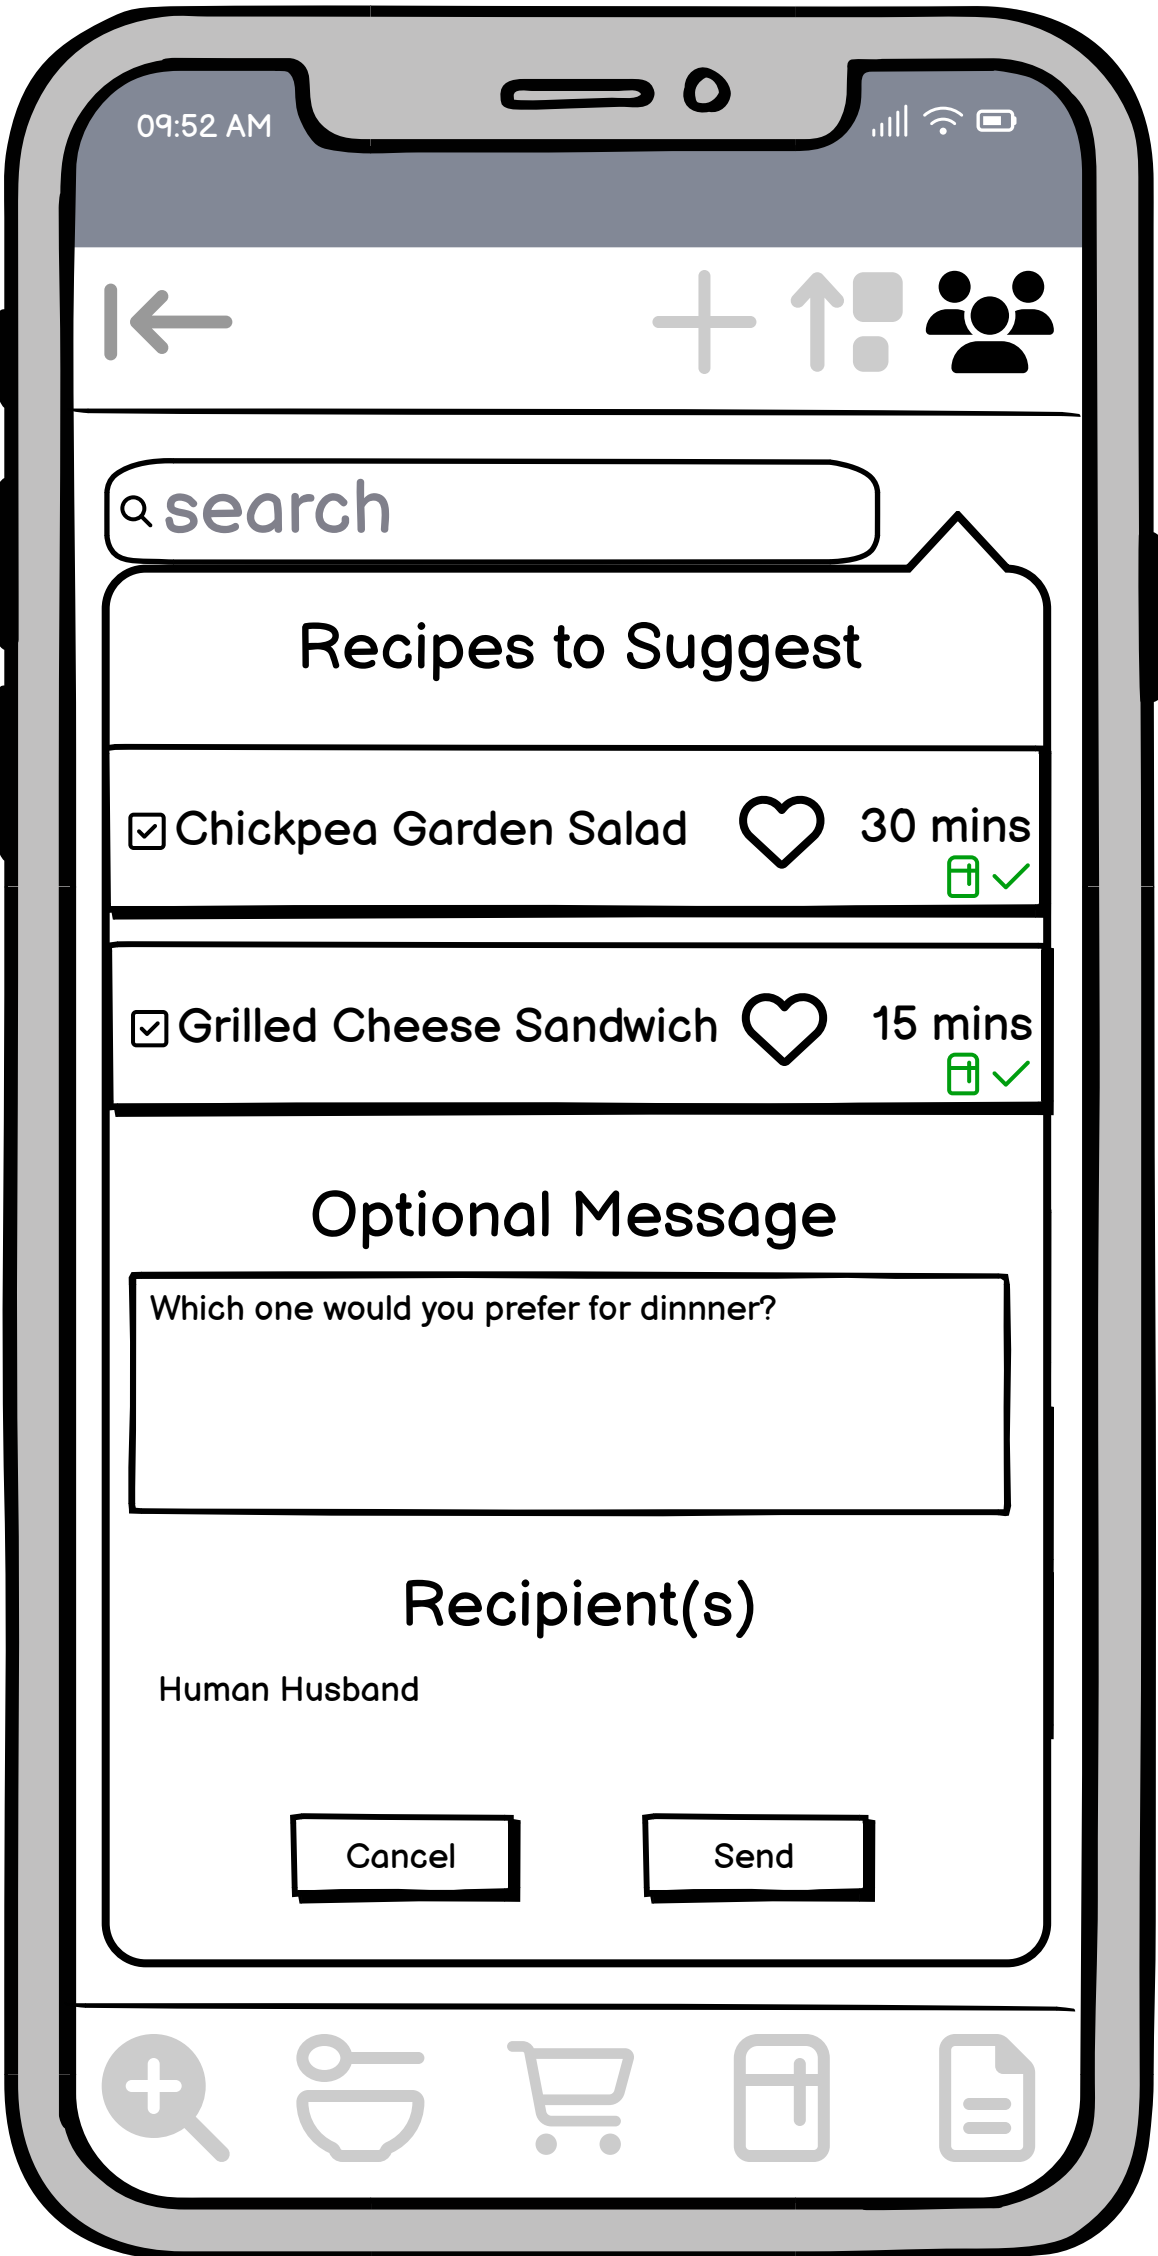 09:52 AM
search
Recipes to Suggest
Chickpea Garden Salad 30 mins
Grilled Cheese Sandwich 15 mins
Optional Message
Which one would you prefer for dinnner?
Recipient(s)
Human Husband
Cancel Send